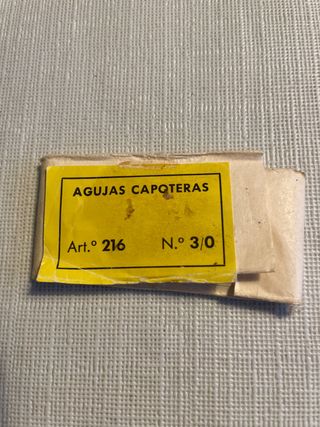 AGUJAS CAPOTERAS
Art.º 216 N.º 3/0